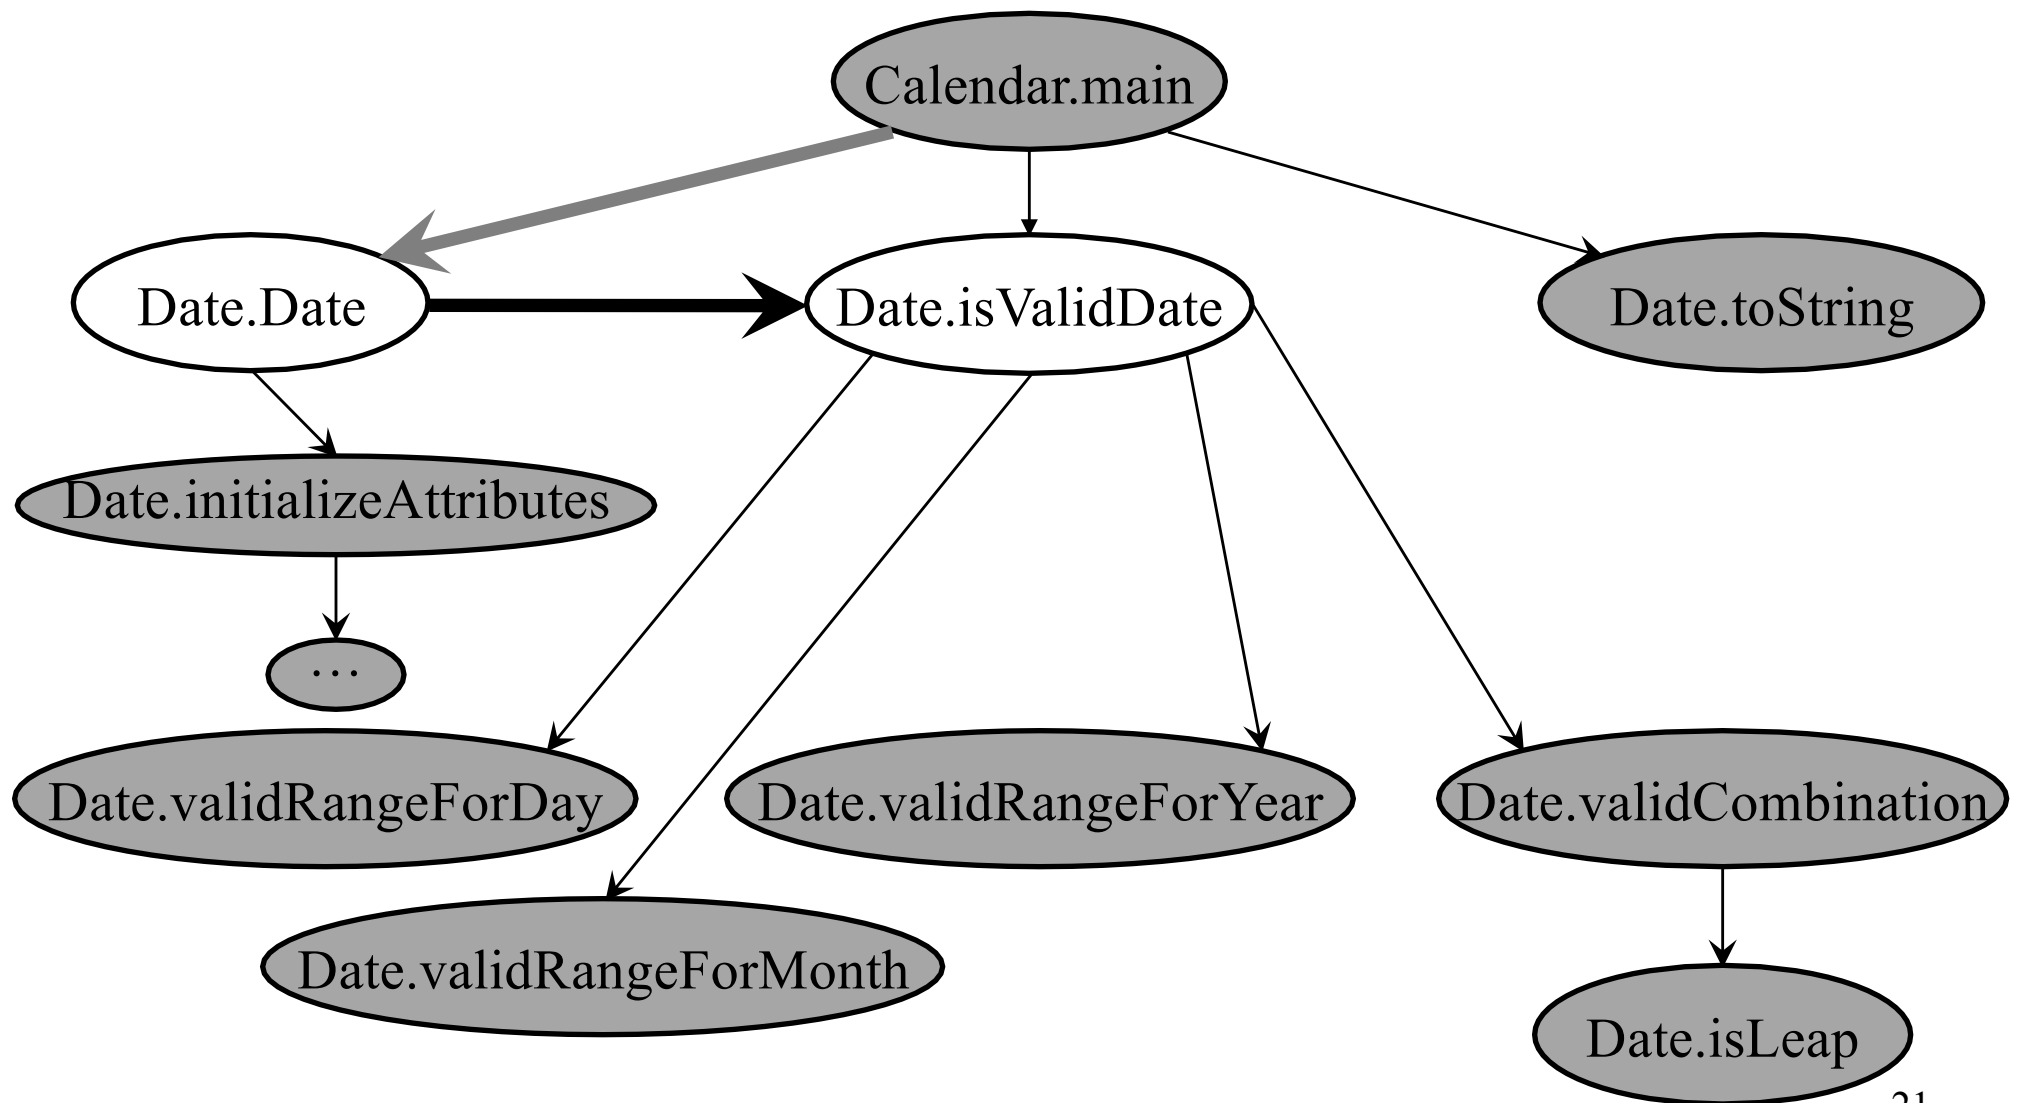 Calendar.main
Date.Date
Date.isValidDate
Date.toString
Date.initializeAttributes
…
Date.validRangeForDay
Date.validRangeForYear
Date.validCombination
Date.validRangeForMonth
Date.isLeap